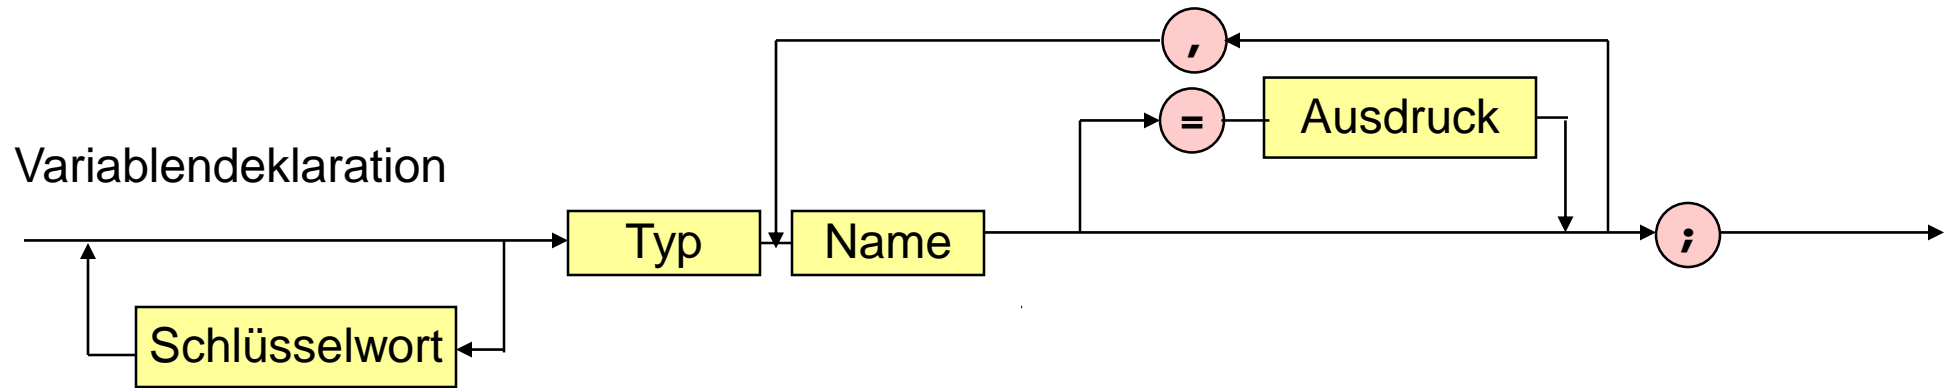 ,
= Ausdruck
Variablendeklaration
Typ Name ;
Schlüsselwort